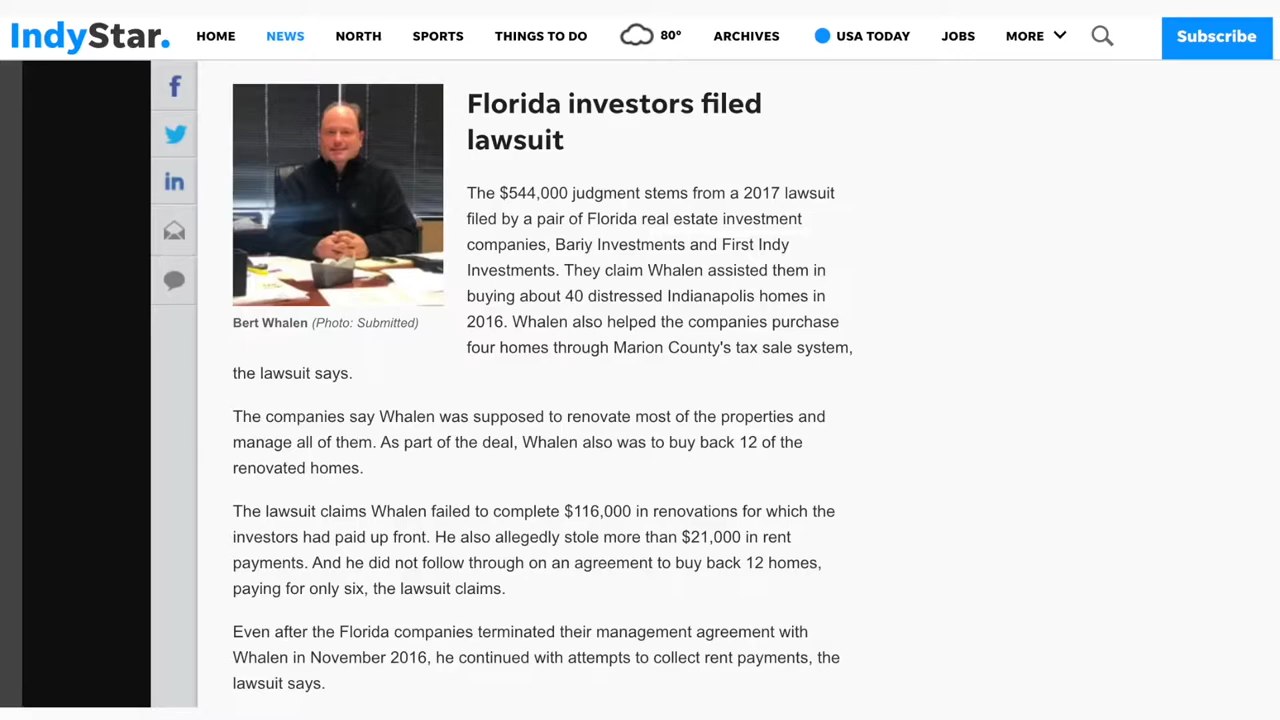 IndyStar. HOME NEWS NORTH SPORTS THINGS TO DO 80° ARCHIVES USA TODAY JOBS MORE Subscribe
f
in
Florida investors filed
lawsuit
The $544,000 judgment stems from a 2017 lawsuit
filed by a pair of Florida real estate investment
companies, Bariy Investments and First Indy
Investments. They claim Whalen assisted them in
buying about 40 distressed Indianapolis homes in
2016. Whalen also helped the companies purchase
four homes through Marion County's tax sale system,
the lawsuit says.
Bert Whalen (Photo: Submitted)
The companies say Whalen was supposed to renovate most of the properties and
manage all of them. As part of the deal, Whalen also was to buy back 12 of the
renovated homes.
The lawsuit claims Whalen failed to complete $116,000 in renovations for which the
investors had paid up front. He also allegedly stole more than $21,000 in rent
payments. And he did not follow through on an agreement to buy back 12 homes,
paying for only six, the lawsuit claims.
Even after the Florida companies terminated their management agreement with
Whalen in November 2016, he continued with attempts to collect rent payments, the
lawsuit says.